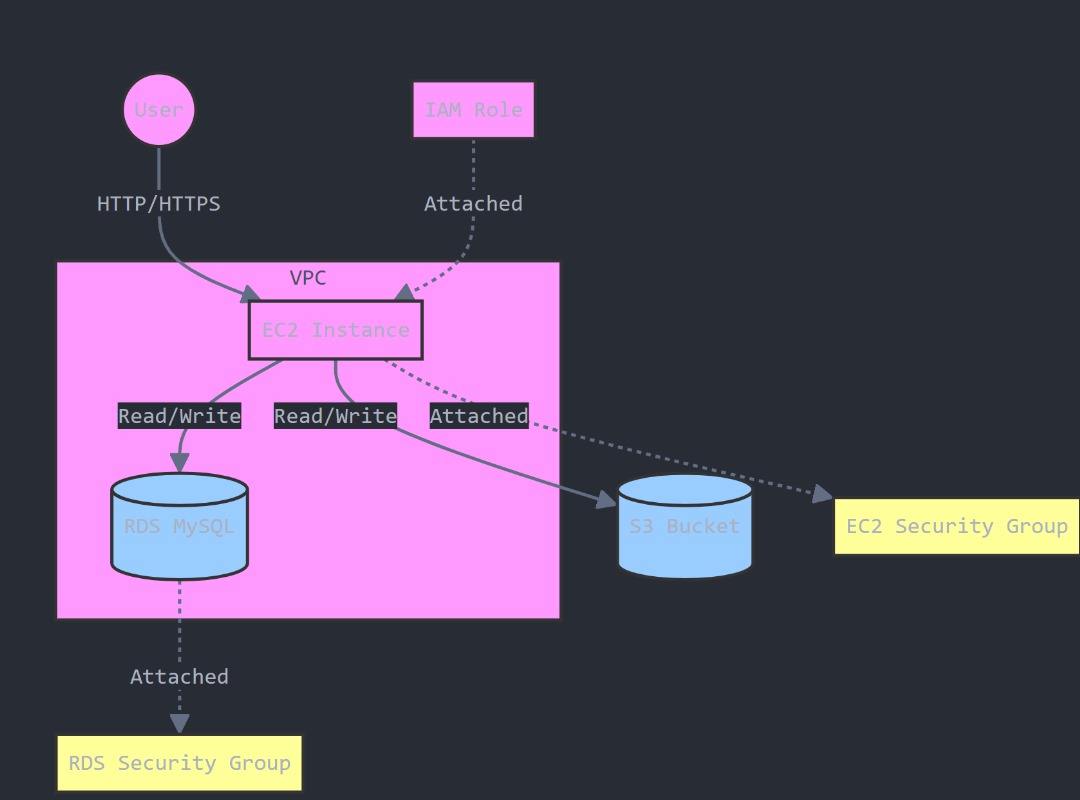 User
IAM Role
HTTP/HTTPS
Attached
VPC
EC2 Instance
Read/Write
Read/Write
Attached
RDS MySQL
S3 Bucket
EC2 Security Group
Attached
RDS Security Group